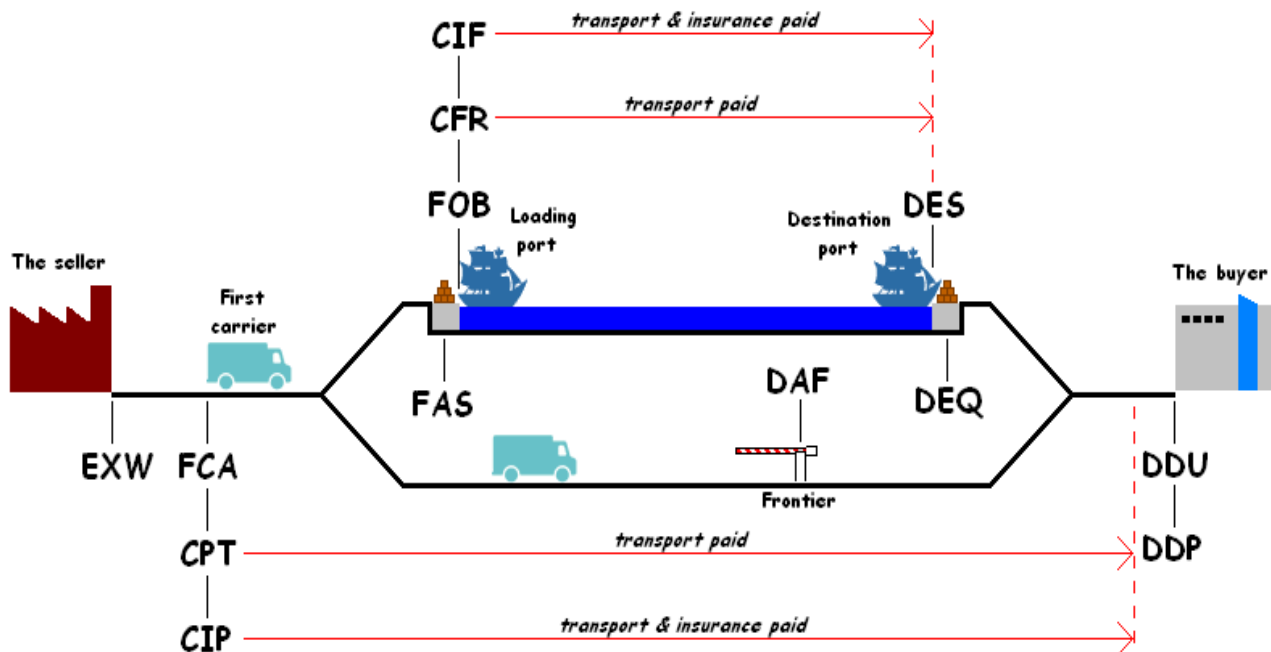 CIF
transport & insurance paid
CFR
transport paid
FOB
Loading
port
Destination
port
DES
The seller
First
carrier
The buyer
FAS
DAF
DEQ
EXW
FCA
Frontier
DDU
CPT
transport paid
DDP
CIP
transport & insurance paid